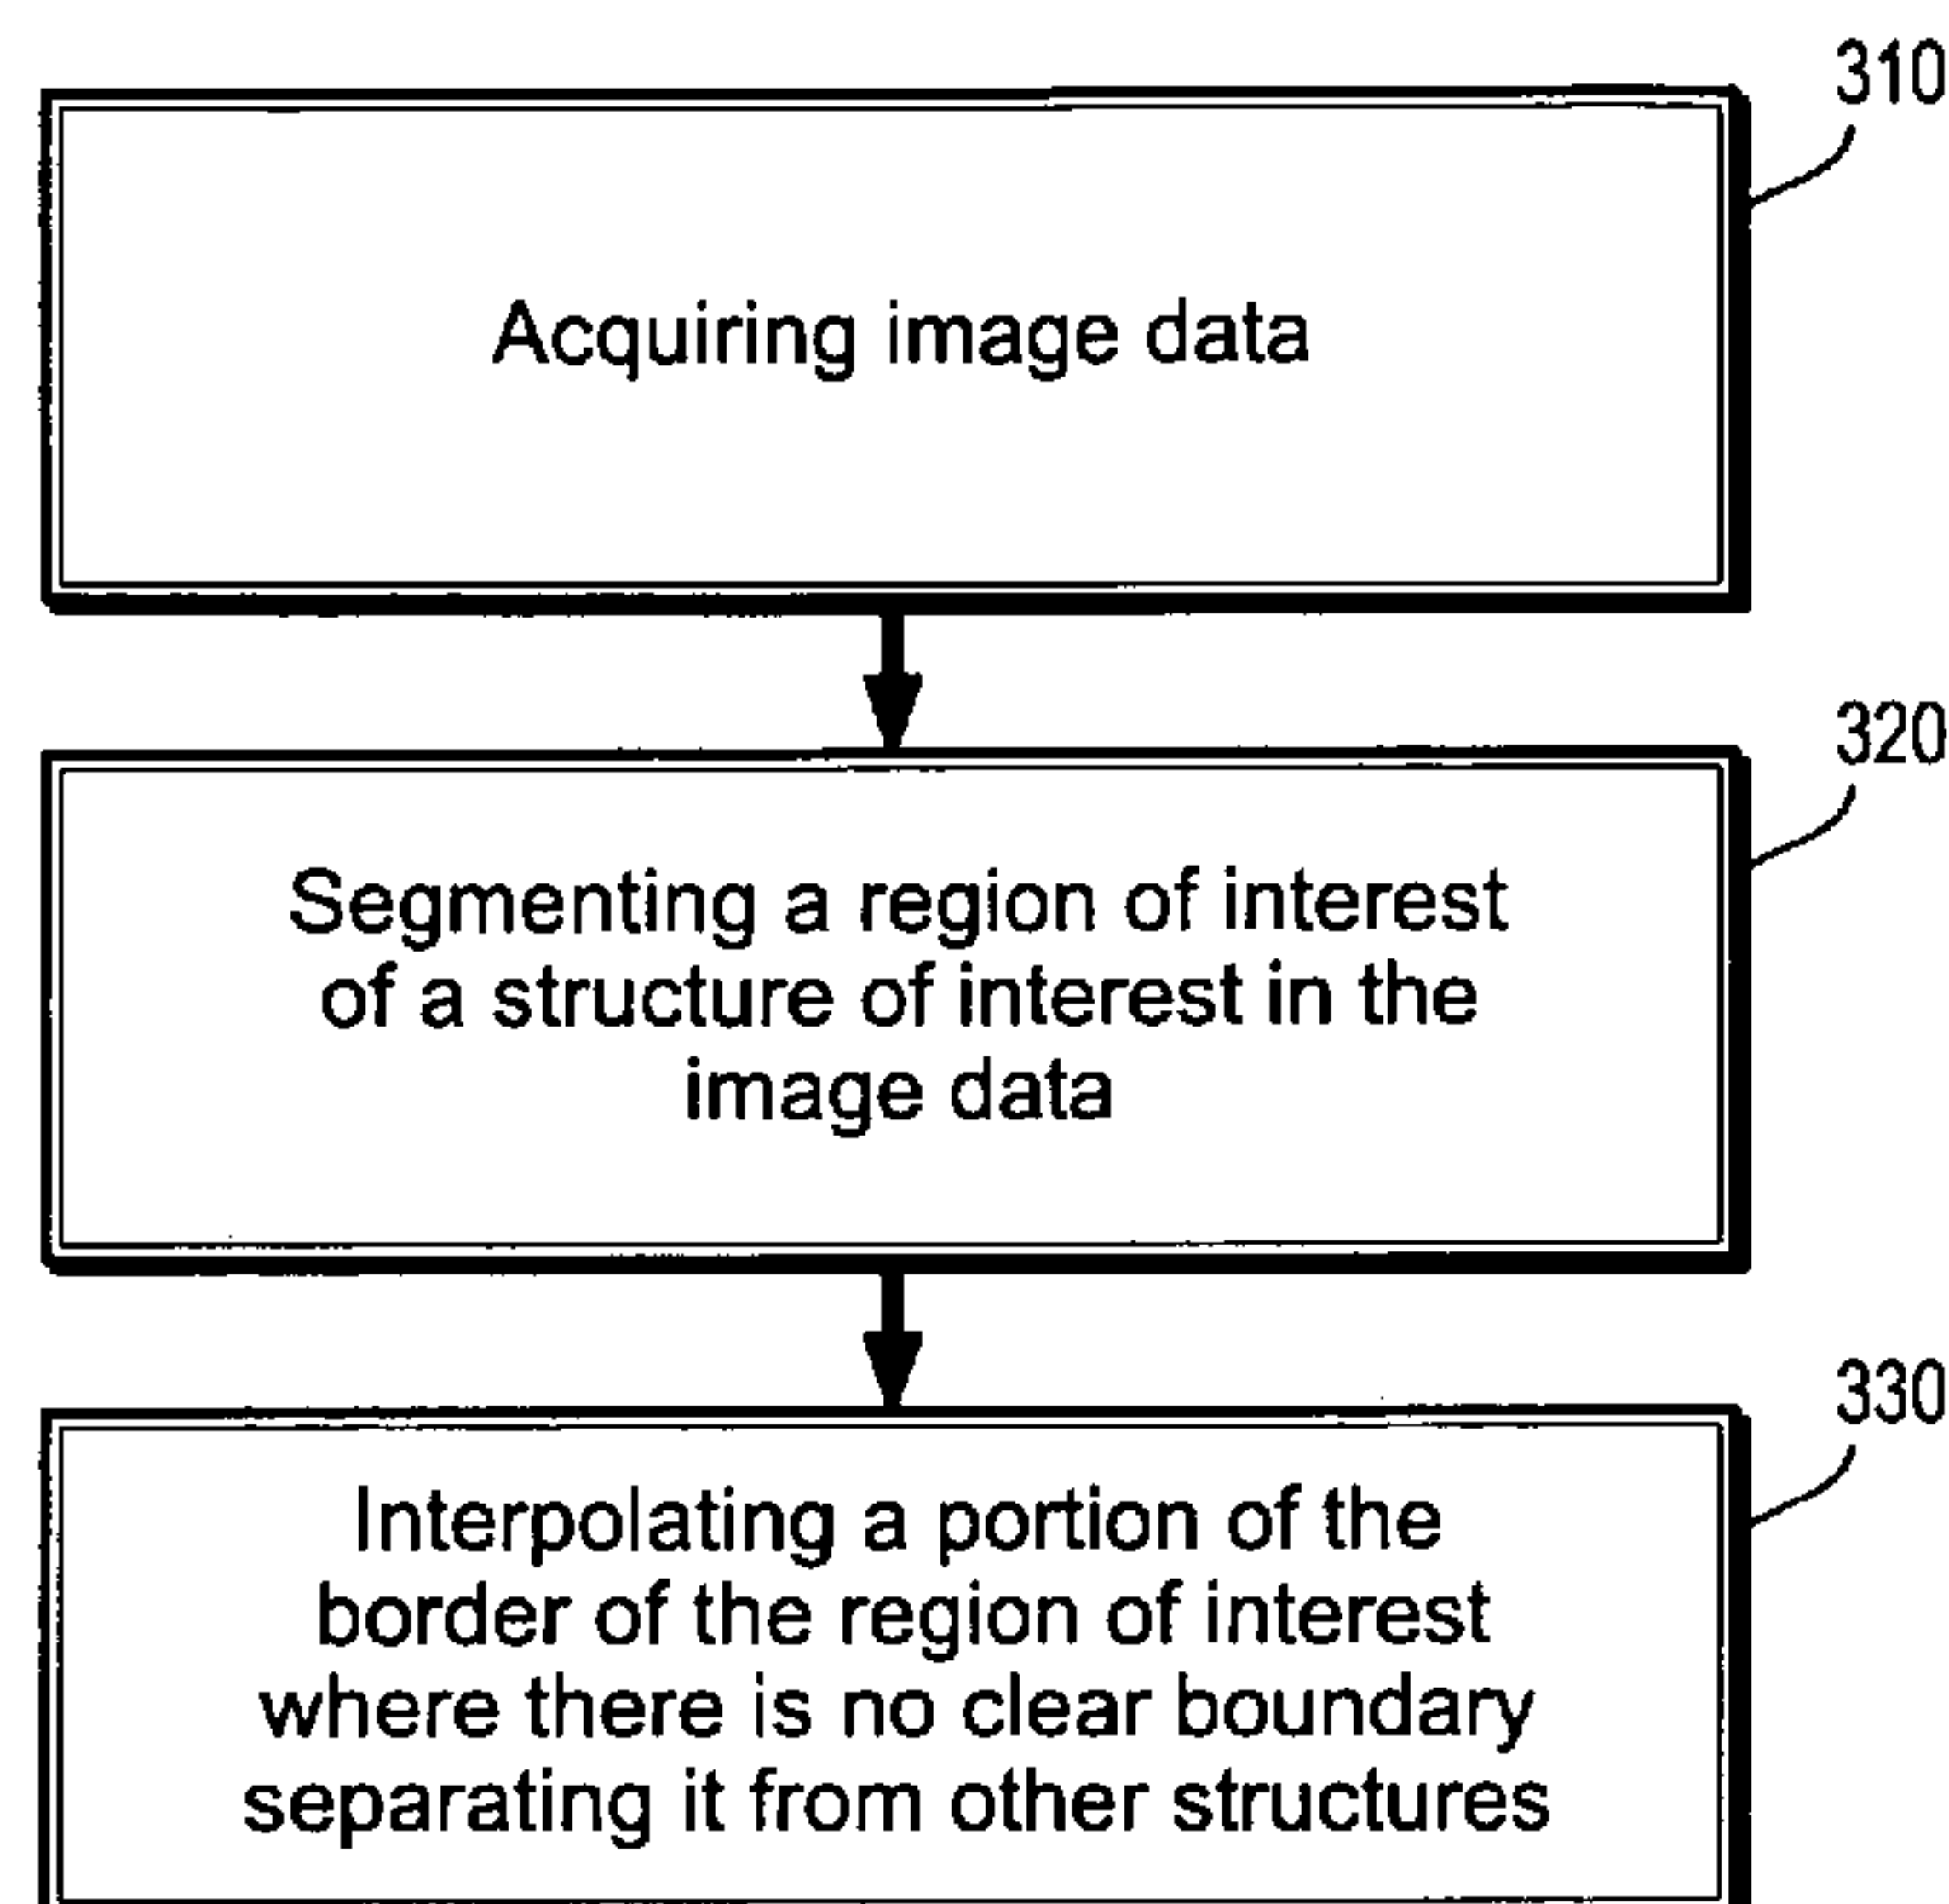 310
Acquiring image data
320
Segmenting a region of interest
of a structure of interest in the
image data
330
Interpolating a portion of the
border of the region of interest
where there is no clear boundary
separating it from other structures